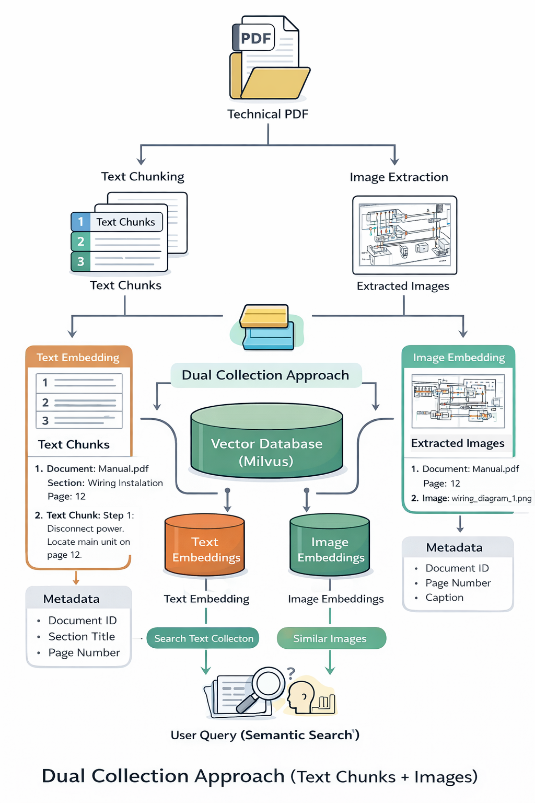 PDF
Technical PDF
Text Chunking
Image Extraction
1 Text Chunks
2
3
Text Chunks
Extracted Images
Text Embedding
1
2
3
Text Chunks
1. Document: Manual.pdf
Section: Wiring Instalation
Page: 12
2. Text Chunk: Step 1:
Disconnect power.
Locate main unit on
page 12.
Metadata
• Document ID
• Section Title
• Page Number
Dual Collection Approach
Vector Database
(Milvus)
Text
Embeddings
Image
Embeddings
Text Embedding
Image Embeddings
Search Text Collecton
Similar Images
Image Embedding
Extracted Images
1. Document: Manual.pdf
Page: 12
2. Image: wiring_diagram_1.png
Metadata
• Document ID
• Page Number
• Caption
?
User Query (Semantic Search')
Dual Collection Approach (Text Chunks + Images)